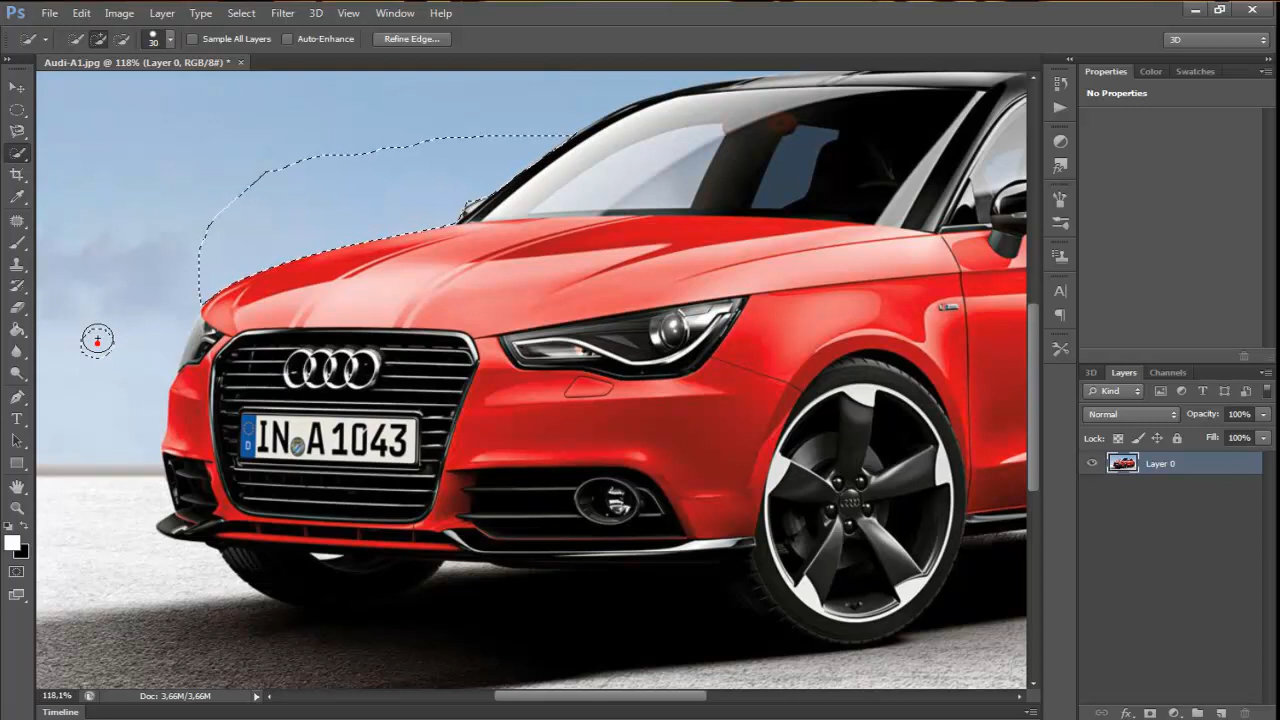 Ps File Edit Image Layer Type Select Filter 3D View Window Help
30 Sample All Layers Auto-Enhance Refine Edge... 3D
Audi-A1.jpg @ 118% (Layer 0, RGB/8#) * ×
Properties Color Swatches
No Properties
IN A 1043
D
3D Layers Channels
Kind
Normal Opacity: 100%
Lock: Fill: 100%
Layer 0
118,1% Doc: 3,66M/3,66M
Timeline